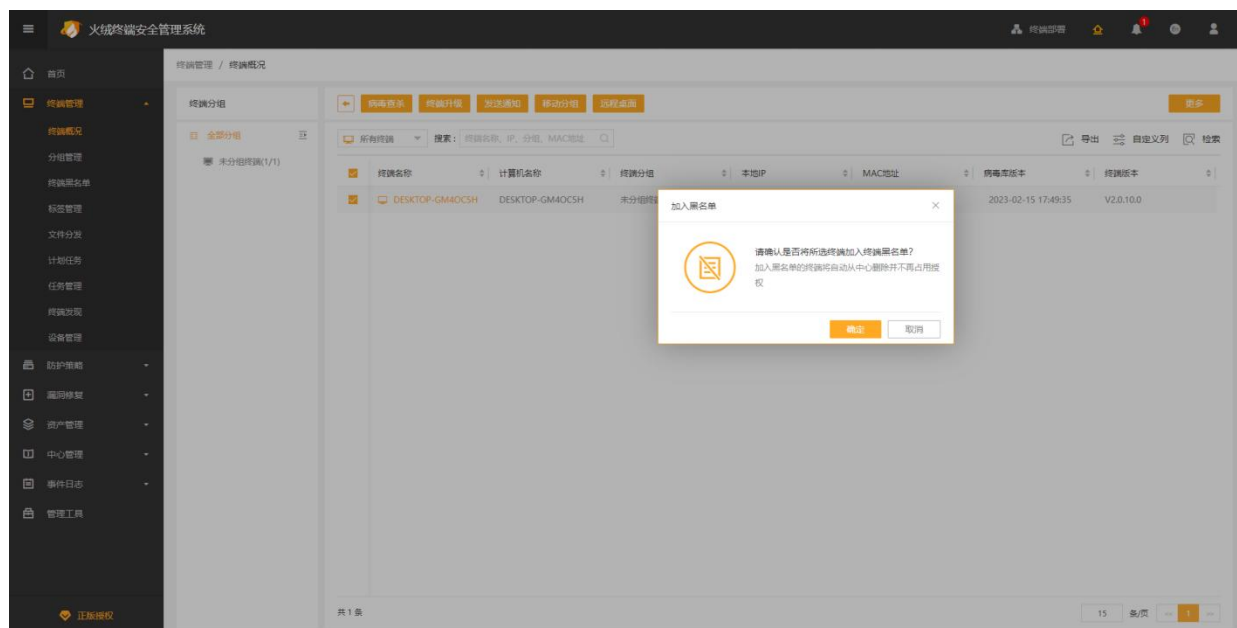 火绒终端安全管理系统
终端部署
1
首页
终端管理
终端概况
分组管理
终端黑名单
标签管理
文件分发
计划任务
任务管理
终端发现
设备管理
防护策略
漏洞修复
资产管理
中心管理
事件日志
管理工具
正版授权
终端管理 / 终端概况
终端分组
全部分组
未分组终端(1/1)
病毒查杀 终端升级 发送通知 移动分组 远程桌面 更多
所有终端 搜索: 终端名称, IP, 分组, MAC地址 导出 自定义列 检索
终端名称 计算机名称 终端分组 本地IP MAC地址 病毒库版本 终端版本
DESKTOP-GM4OCSH DESKTOP-GM4OCSH 未分组终 2023-02-15 17:49:35 V2.0.10.0
加入黑名单
请确认是否将所选终端加入终端黑名单?
加入黑名单的终端将自动从中心删除并不再占用授
权
确定 取消
共 1 条 15 条/页 1